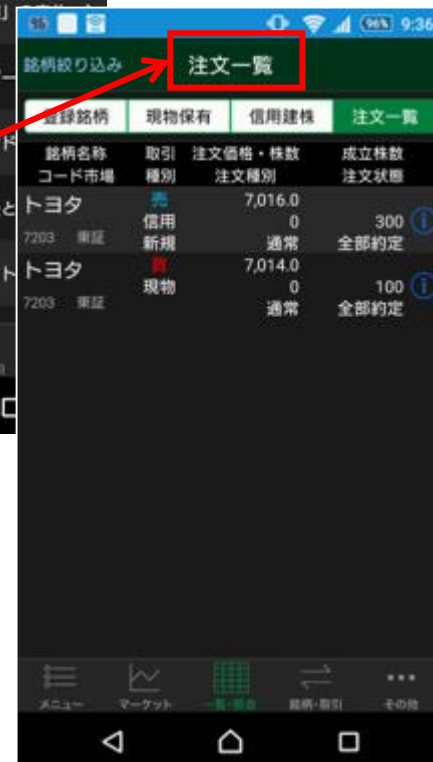 96 96% 9:36
銘柄絞り込み 注文一覧
登録銘柄 現物保有 信用建株 注文一覧
銘柄名称 取引 注文価格・株数 成立株数
コード市場 種別 注文種別 注文状態
トヨタ 売 7,016.0
信用 0 300
7203 東証 新規 通常 全部約定
トヨタ 買 7,014.0
現物 0 100
7203 東証 通常 全部約定
メニュー マーケット 一覧・照会 銘柄・取引 その他